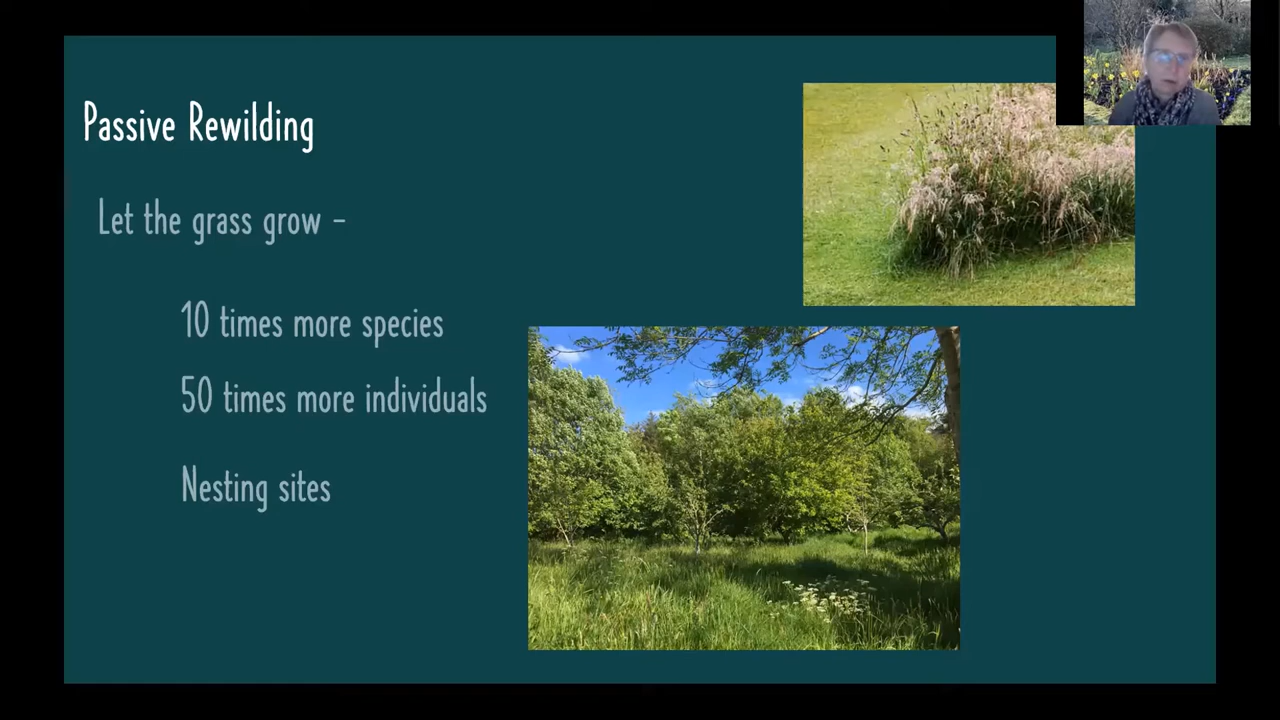 Passive Rewilding
Let the grass grow –
10 times more species
50 times more individuals
Nesting sites